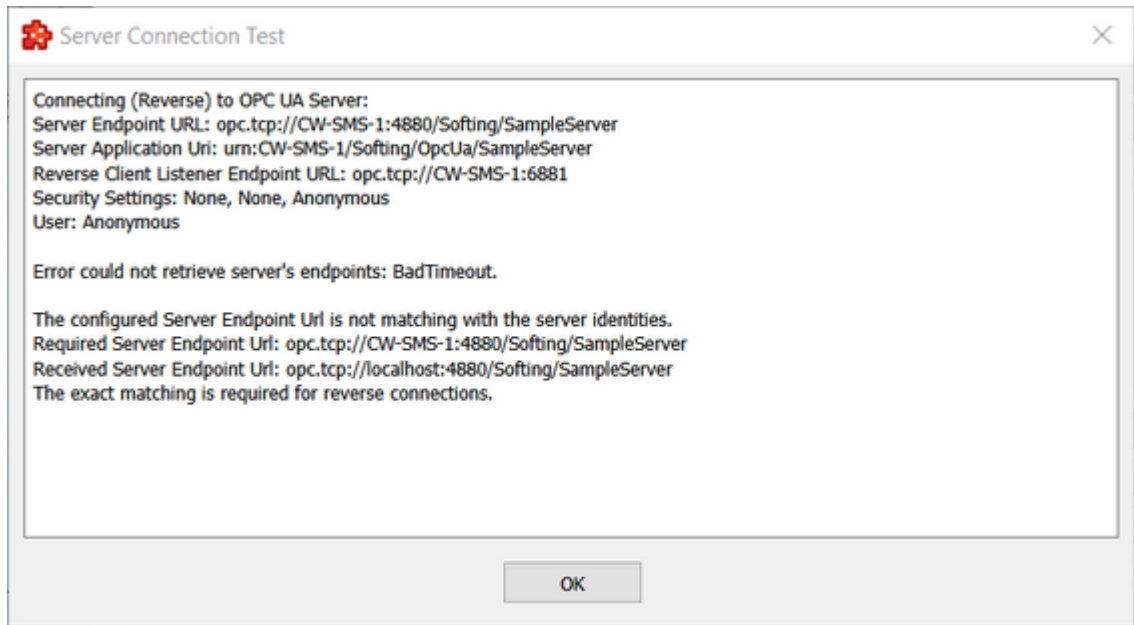 Server Connection Test
Connecting (Reverse) to OPC UA Server:
Server Endpoint URL: opc.tcp://CW-SMS-1:4880/Softing/SampleServer
Server Application Uri: urn:CW-SMS-1/Softing/OpcUa/SampleServer
Reverse Client Listener Endpoint URL: opc.tcp://CW-SMS-1:6881
Security Settings: None, None, Anonymous
User: Anonymous
Error could not retrieve server's endpoints: BadTimeout.
The configured Server Endpoint Url is not matching with the server identities.
Required Server Endpoint Url: opc.tcp://CW-SMS-1:4880/Softing/SampleServer
Received Server Endpoint Url: opc.tcp://localhost:4880/Softing/SampleServer
The exact matching is required for reverse connections.
OK